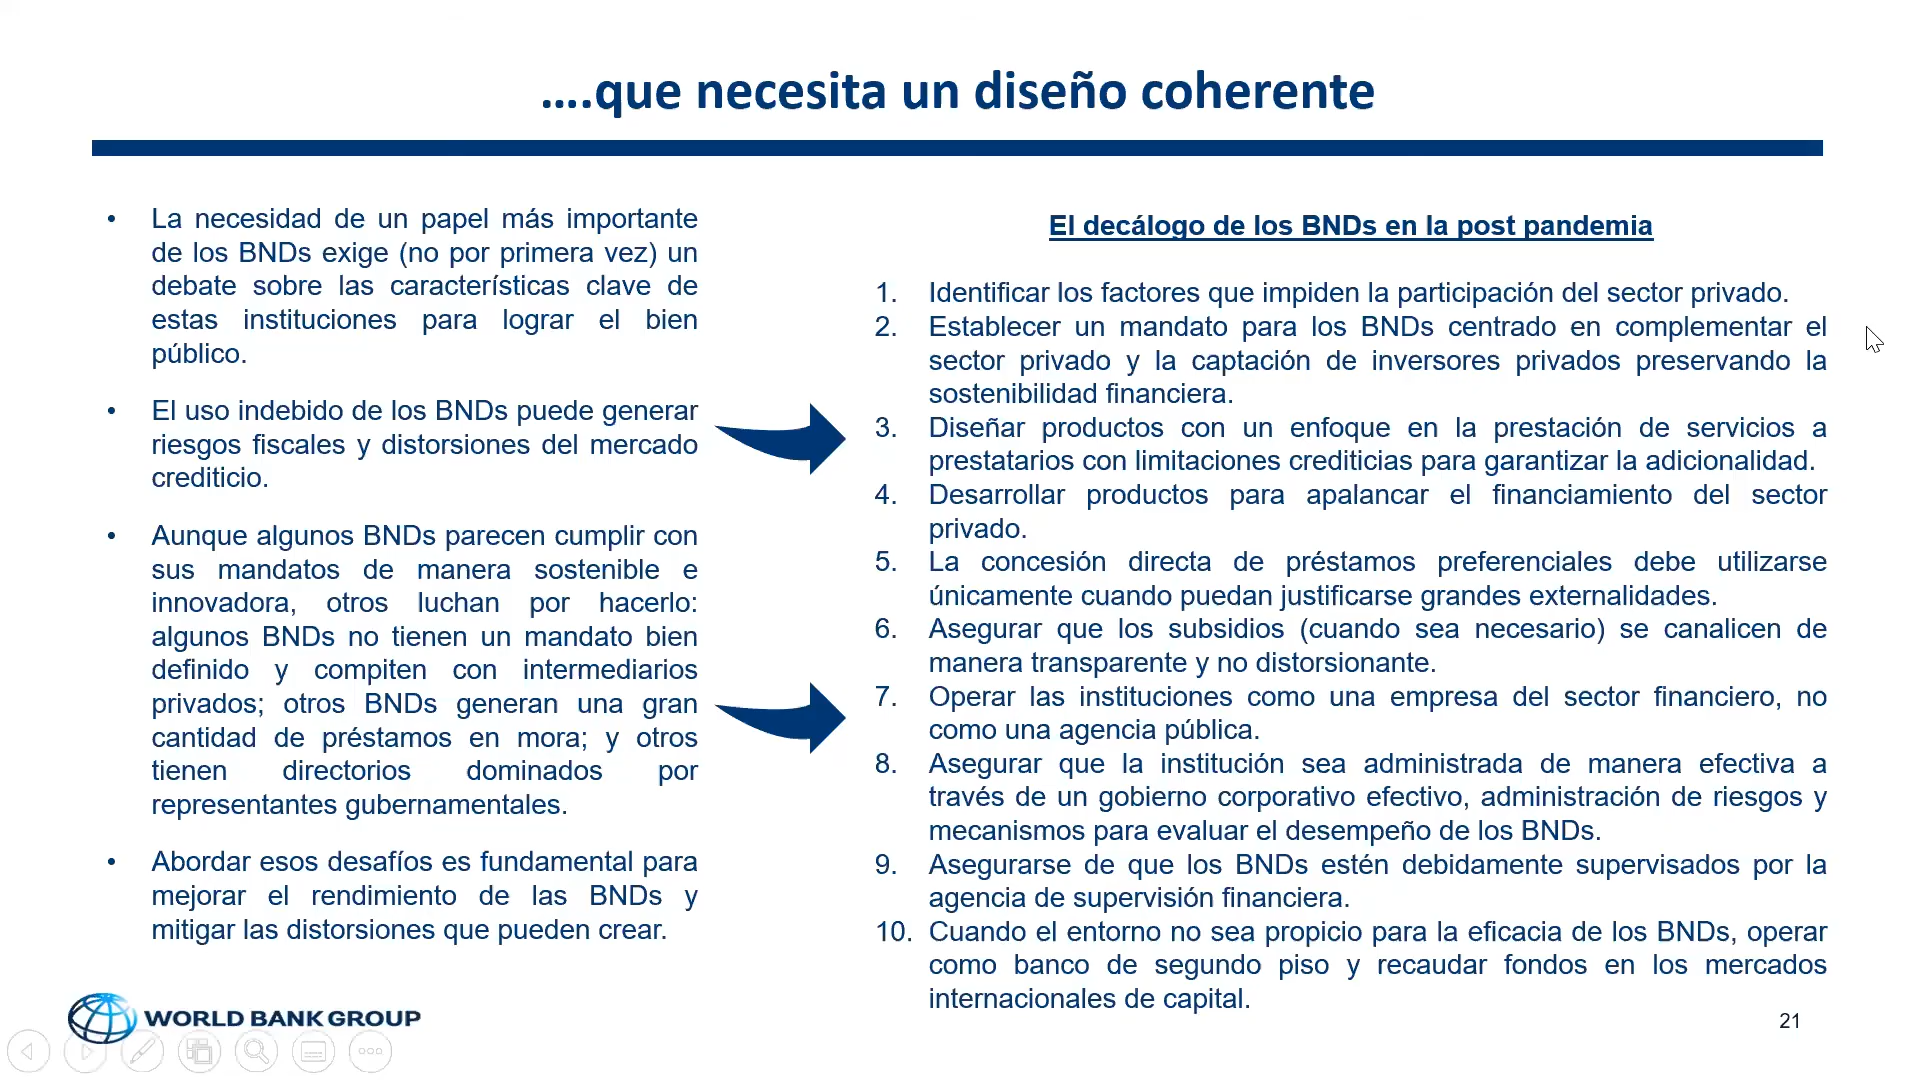 ....que necesita un diseño coherente
• La necesidad de un papel más importante
de los BNDs exige (no por primera vez) un
debate sobre las características clave de
estas instituciones para lograr el bien
público.
• El uso indebido de los BNDs puede generar
riesgos fiscales y distorsiones del mercado
crediticio.
• Aunque algunos BNDs parecen cumplir con
sus mandatos de manera sostenible e
innovadora, otros luchan por hacerlo:
algunos BNDs no tienen un mandato bien
definido y compiten con intermediarios
privados; otros BNDs generan una gran
cantidad de préstamos en mora; y otros
tienen directorios dominados por
representantes gubernamentales.
• Abordar esos desafíos es fundamental para
mejorar el rendimiento de las BNDs y
mitigar las distorsiones que pueden crear.
El decálogo de los BNDs en la post pandemia
1. Identificar los factores que impiden la participación del sector privado.
2. Establecer un mandato para los BNDs centrado en complementar el
sector privado y la captación de inversores privados preservando la
sostenibilidad financiera.
3. Diseñar productos con un enfoque en la prestación de servicios a
prestatarios con limitaciones crediticias para garantizar la adicionalidad.
4. Desarrollar productos para apalancar el financiamiento del sector
privado.
5. La concesión directa de préstamos preferenciales debe utilizarse
únicamente cuando puedan justificarse grandes externalidades.
6. Asegurar que los subsidios (cuando sea necesario) se canalicen de
manera transparente y no distorsionante.
7. Operar las instituciones como una empresa del sector financiero, no
como una agencia pública.
8. Asegurar que la institución sea administrada de manera efectiva a
través de un gobierno corporativo efectivo, administración de riesgos y
mecanismos para evaluar el desempeño de los BNDs.
9. Asegurarse de que los BNDs estén debidamente supervisados por la
agencia de supervisión financiera.
10. Cuando el entorno no sea propicio para la eficacia de los BNDs, operar
como banco de segundo piso y recaudar fondos en los mercados
internacionales de capital.
WORLD BANK GROUP
21